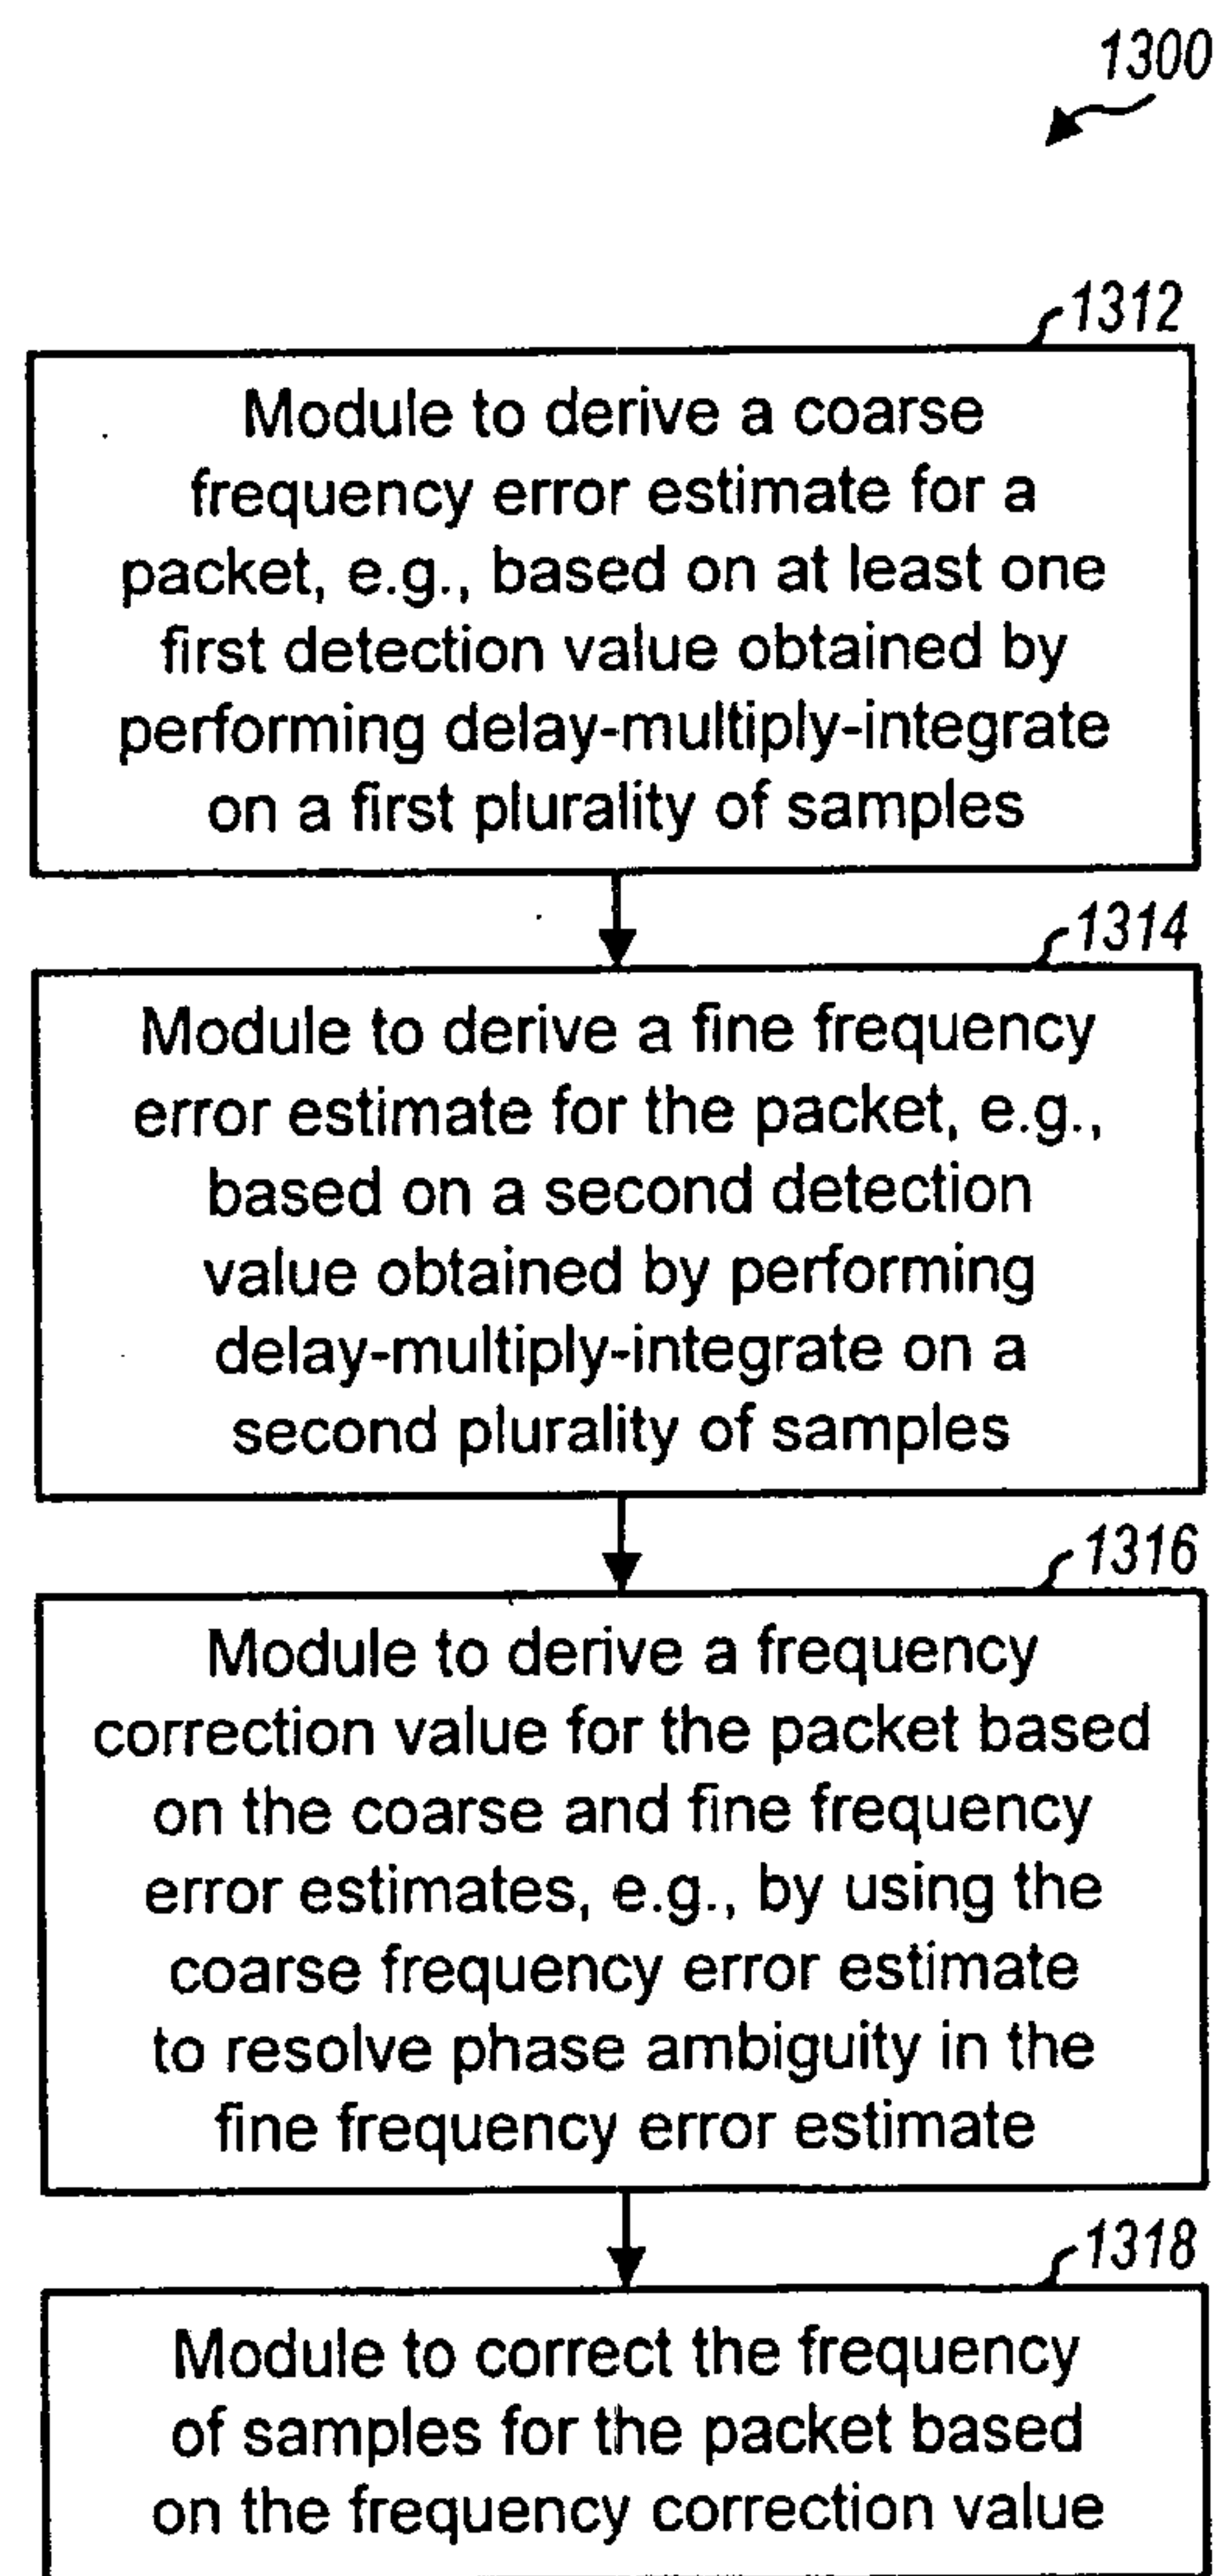 1300
1312
Module to derive a coarse
frequency error estimate for a
packet, e.g., based on at least one
first detection value obtained by
performing delay-multiply-integrate
on a first plurality of samples
1314
Module to derive a fine frequency
error estimate for the packet, e.g.,
based on a second detection
value obtained by performing
delay-multiply-integrate on a
second plurality of samples
1316
Module to derive a frequency
correction value for the packet based
on the coarse and fine frequency
error estimates, e.g., by using the
coarse frequency error estimate
to resolve phase ambiguity in the
fine frequency error estimate
1318
Module to correct the frequency
of samples for the packet based
on the frequency correction value